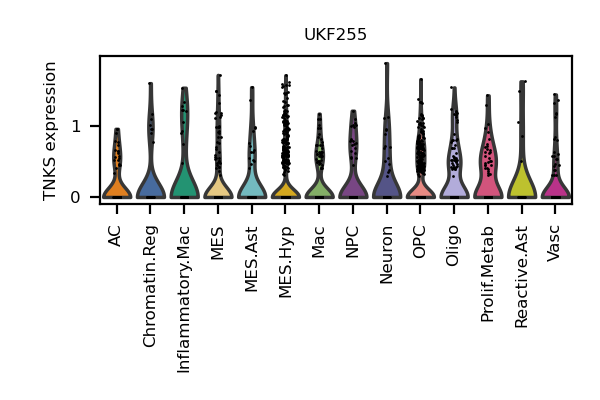 UKF255
TNKS expression
1
0
AC
Chromatin.Reg
Inflammatory.Mac
MES
MES.Ast
MES.Hyp
Mac
NPC
Neuron
OPC
Oligo
Prolif.Metab
Reactive.Ast
Vasc